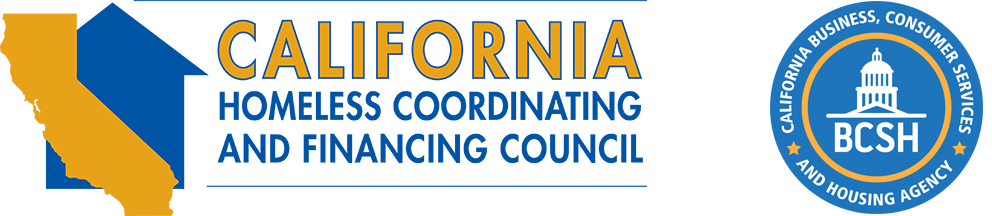 CALIFORNIA
HOMELESS COORDINATING
AND FINANCING COUNCIL
CALIFORNIA BUSINESS, CONSUMER SERVICES
BCSH
AND HOUSING AGENCY